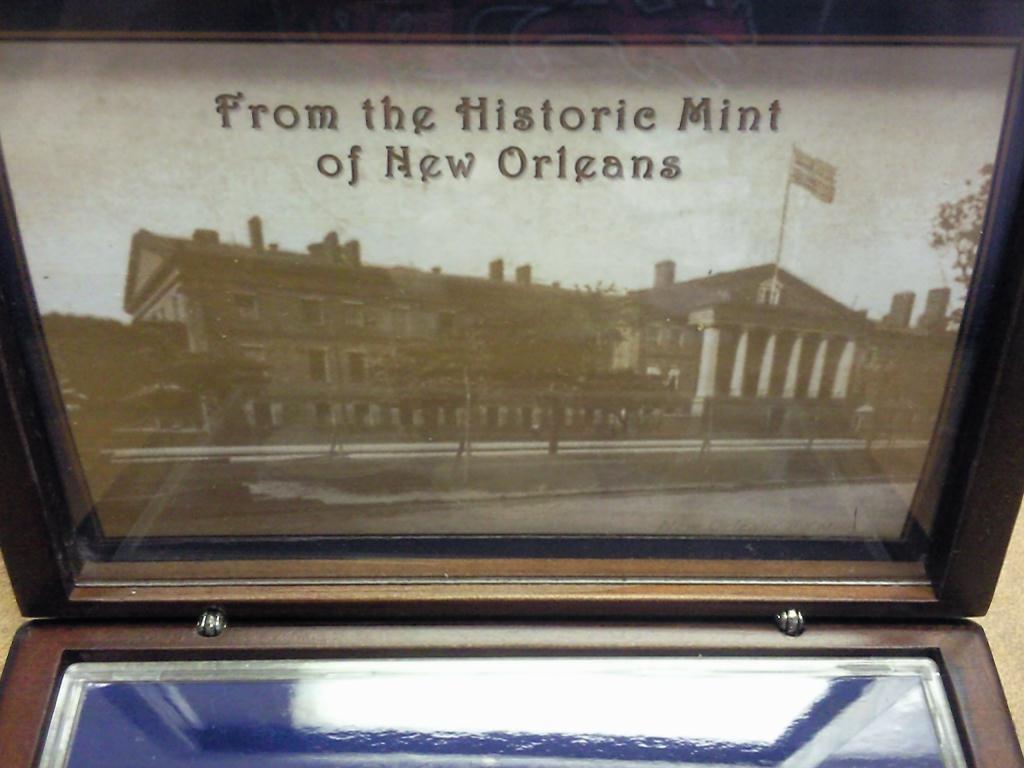 From the Historic Mint
of New Orleans